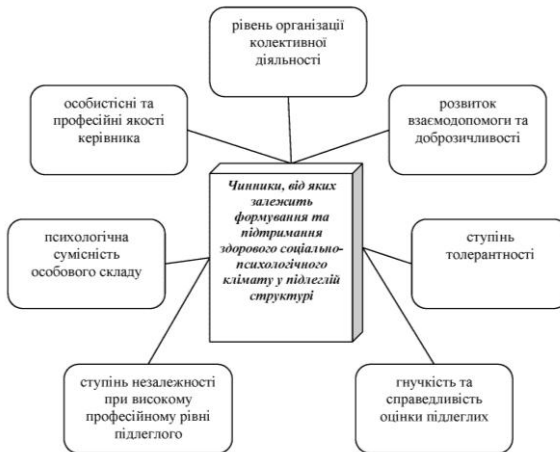 рівень організації
колективної
діяльності
особистісні та
професійні якості
керівника
розвиток
взаємодопомоги та
доброзичливості
Чинники, від яких
залежить
формування та
підтримання
здорового соціально-
психологічного
клімату у підлеглій
структурі
психологічна
сумісність
особового складу
ступінь
толерантності
ступінь незалежності
при високому
професійному рівні
підлеглого
гнучкість та
справедливість
оцінки підлеглих